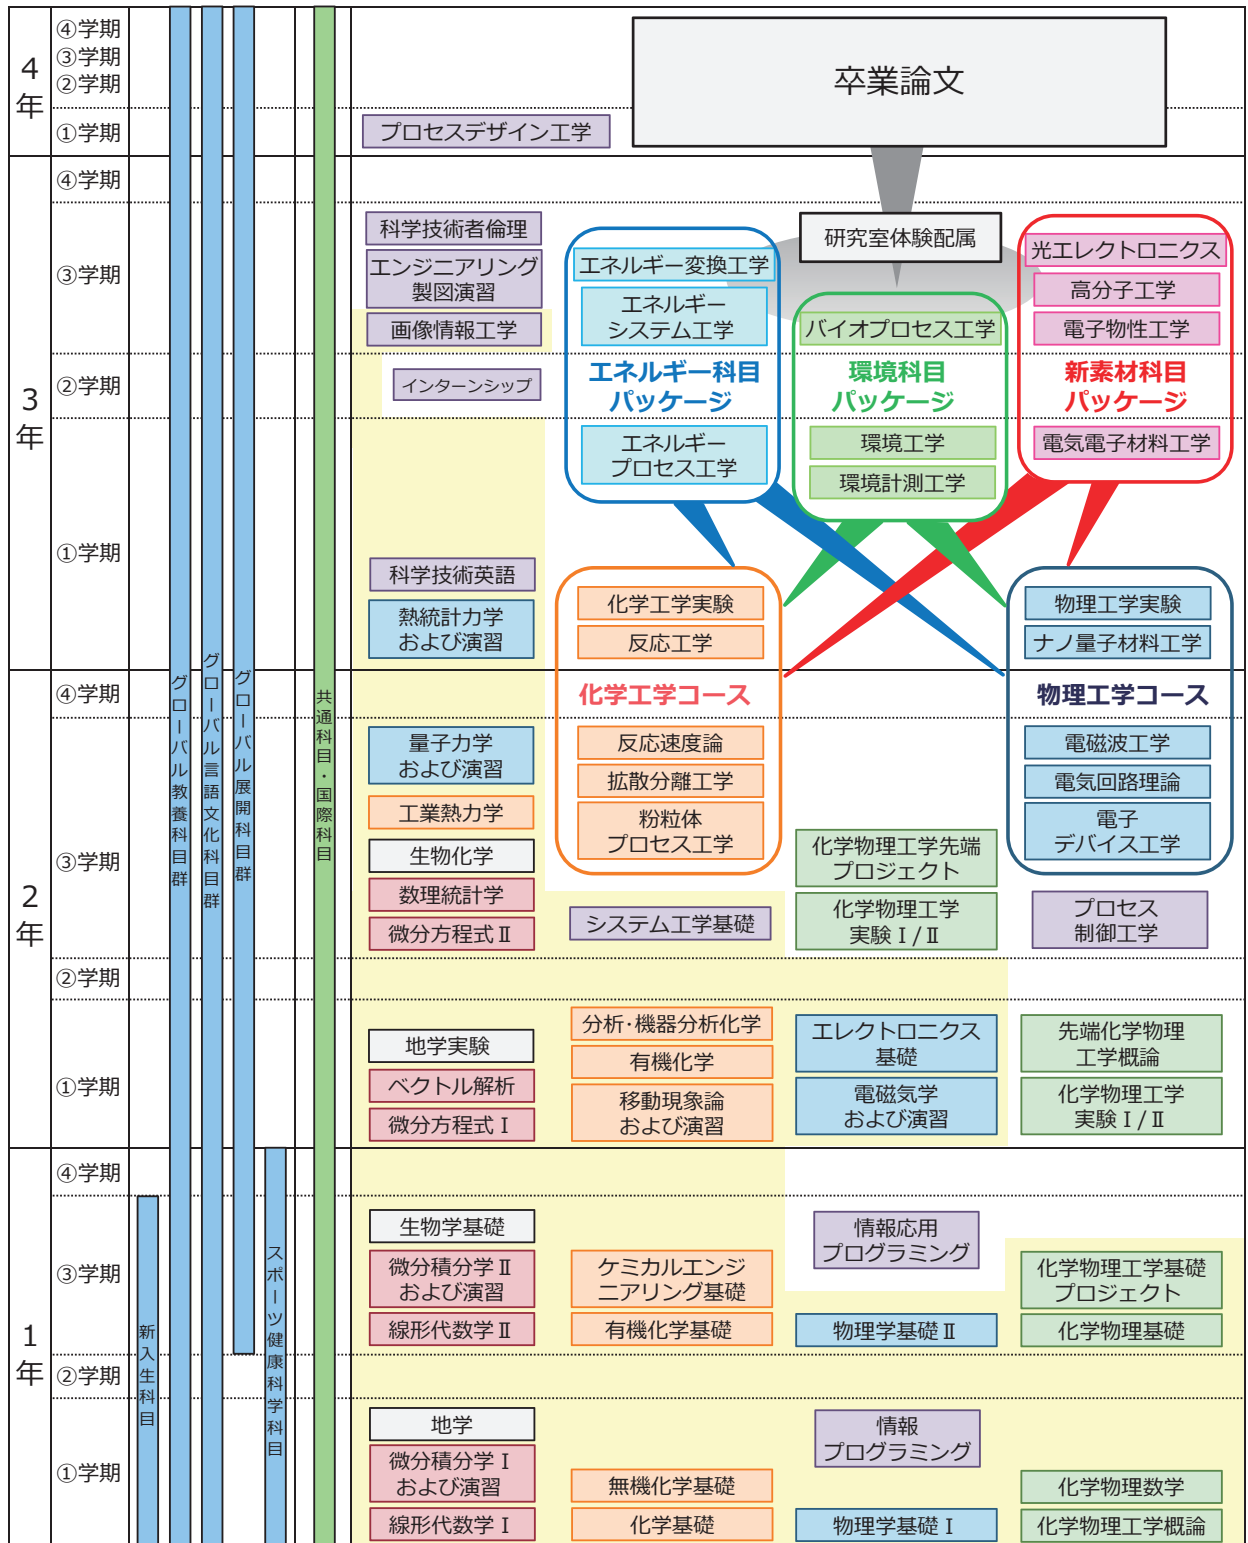 4
年
④学期
③学期
②学期
卒業論文
①学期
プロセスデザイン工学
3
年
④学期
③学期
科学技術者倫理
エンジニアリング
製図演習
画像情報工学
エネルギー変換工学
エネルギー
システム工学
研究室体験配属
バイオプロセス工学
光エレクトロニクス
高分子工学
電子物性工学
②学期
インターンシップ
エネルギー科目
パッケージ
環境科目
パッケージ
新素材科目
パッケージ
①学期
エネルギー
プロセス工学
環境工学
環境計測工学
電気電子材料工学
科学技術英語
熱統計力学
および演習
化学工学実験
反応工学
物理工学実験
ナノ量子材料工学
2
年
④学期
化学工学コース
物理工学コース
③学期
量子力学
および演習
工業熱力学
生物化学
数理統計学
微分方程式Ⅱ
反応速度論
拡散分離工学
粉粒体
プロセス工学
システム工学基礎
化学物理工学先端
プロジェクト
化学物理工学
実験Ⅰ/Ⅱ
電磁波工学
電気回路理論
電子
デバイス工学
プロセス
制御工学
②学期
①学期
地学実験
ベクトル解析
微分方程式Ⅰ
分析・機器分析化学
有機化学
移動現象論
および演習
エレクトロニクス
基礎
電磁気学
および演習
先端化学物理
工学概論
化学物理工学
実験Ⅰ/Ⅱ
1
年
④学期
③学期
生物学基礎
微分積分学Ⅱ
および演習
線形代数学Ⅱ
ケミカルエンジ
ニアリング基礎
有機化学基礎
情報応用
プログラミング
物理学基礎Ⅱ
化学物理工学基礎
プロジェクト
化学物理基礎
②学期
①学期
地学
微分積分学Ⅰ
および演習
線形代数学Ⅰ
無機化学基礎
化学基礎
情報
プログラミング
物理学基礎Ⅰ
化学物理数学
化学物理工学概論
新入生科目
グローバル教養科目群
グローバル言語文化科目群
グローバル展開科目群
スポーツ健康科学科目
共通科目・国際科目